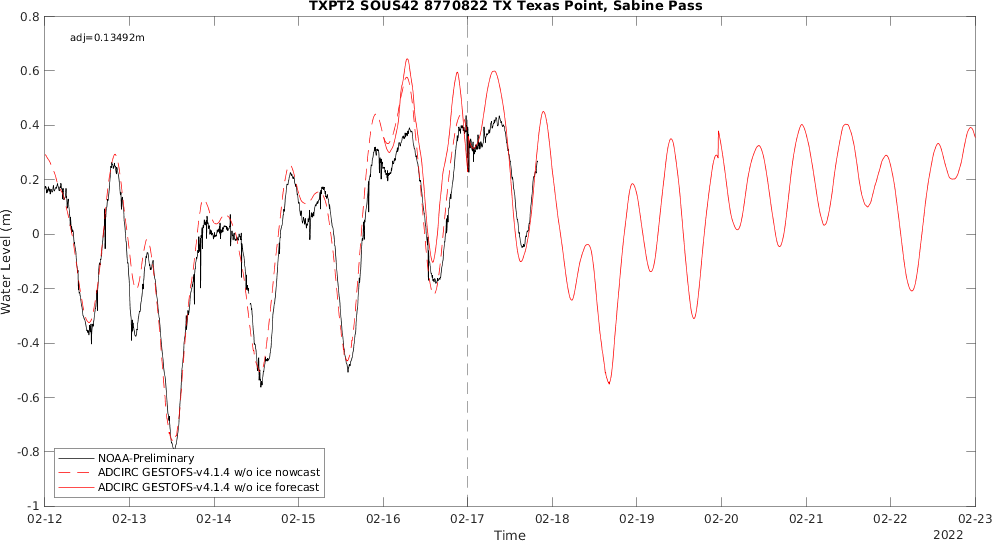 TXPT2 SOUS42 8770822 TX Texas Point, Sabine Pass
adj=0.13492m
0.8
0.6
0.4
0.2
0
-0.2
-0.4
-0.6
-0.8
-1
Water Level (m)
NOAA-Preliminary
ADCIRC GESTOFS-v4.1.4 w/o ice nowcast
ADCIRC GESTOFS-v4.1.4 w/o ice forecast
02-12 02-13 02-14 02-15 02-16 02-17 02-18 02-19 02-20 02-21 02-22 02-23
Time
2022